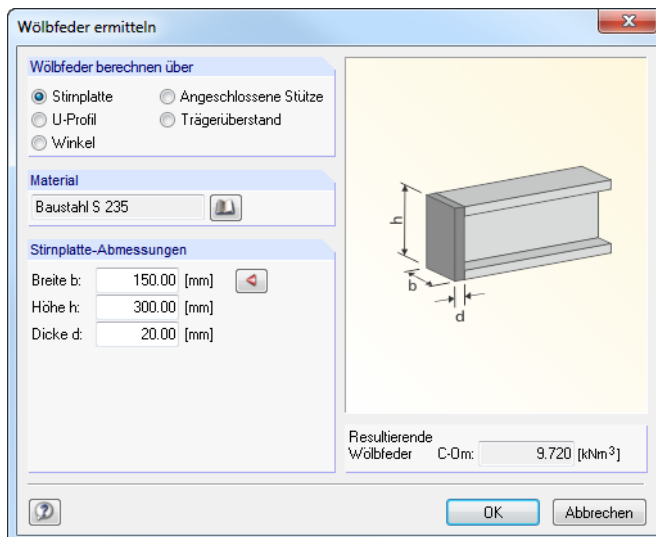 Wölbfeder ermitteln
Wölbfeder berechnen über
Stirnplatte
Angeschlossene Stütze
U-Profil
Trägerüberstand
Winkel
Material
Baustahl S 235
Stirnplatte-Abmessungen
Breite b: 150.00 [mm]
Höhe h: 300.00 [mm]
Dicke d: 20.00 [mm]
h
b
d
Resultierende
Wölbfeder C-Om: 9.720 [kNm³]
OK
Abbrechen